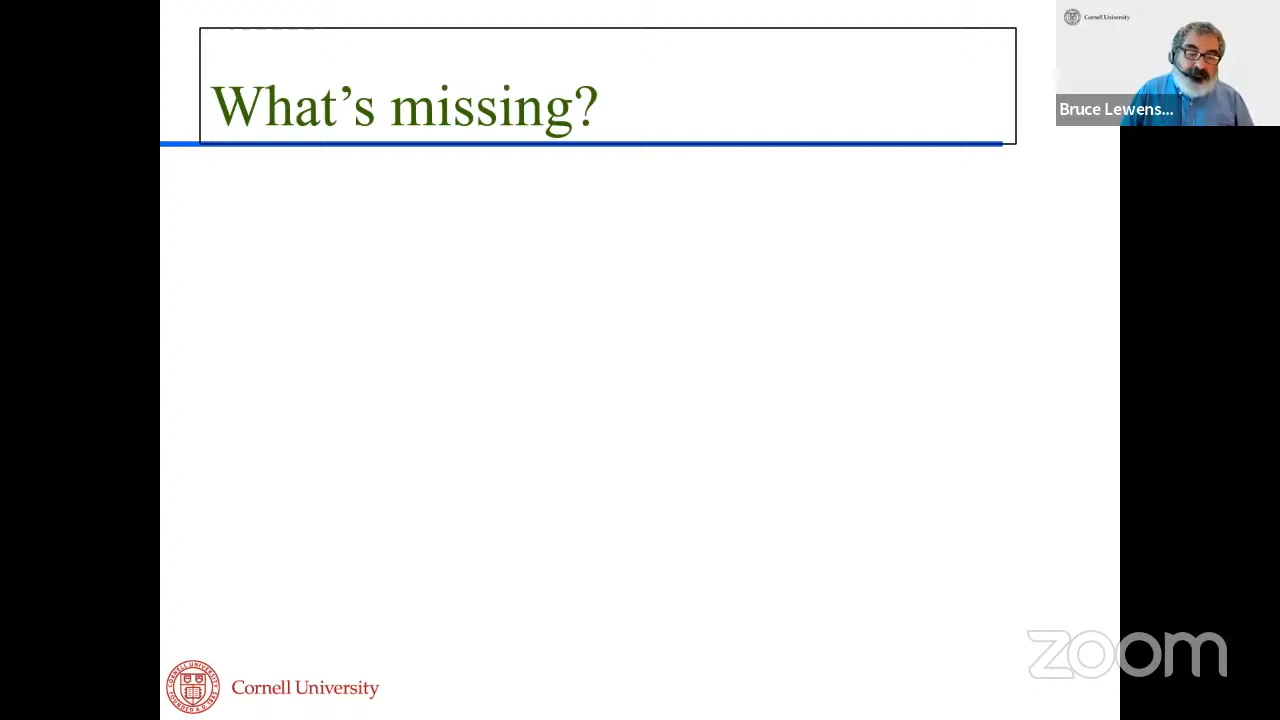 What's missing?
Cornell University
Bruce Lewens...
Cornell University
zoom